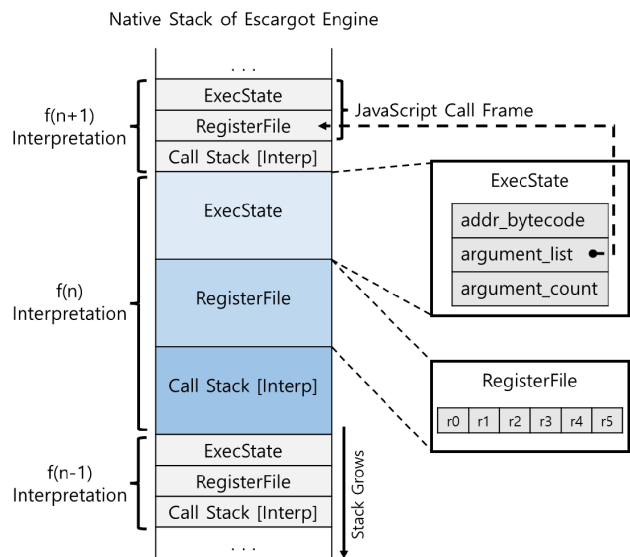 Native Stack of Escargot Engine
. . .
f(n+1)
Interpretation
ExecState
RegisterFile
Call Stack [Interp]
JavaScript Call Frame
f(n)
Interpretation
ExecState
RegisterFile
Call Stack [Interp]
ExecState
addr_bytecode
argument_list
argument_count
RegisterFile
r0 r1 r2 r3 r4 r5
f(n-1)
Interpretation
ExecState
RegisterFile
Call Stack [Interp]
. . .
Stack Grows